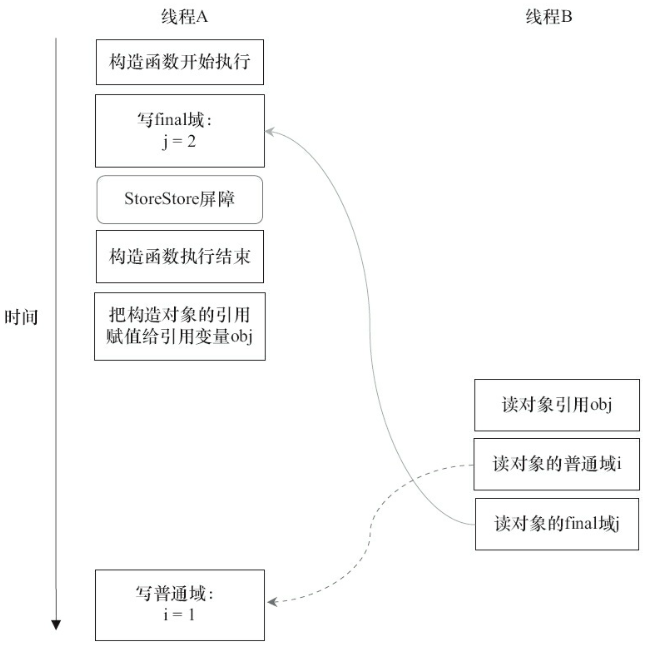 线程A
线程B
构造函数开始执行
写final域：
j = 2
StoreStore屏障
构造函数执行结束
时间
把构造对象的引用
赋值给引用变量obj
读对象引用obj
读对象的普通域i
读对象的final域j
写普通域：
i = 1